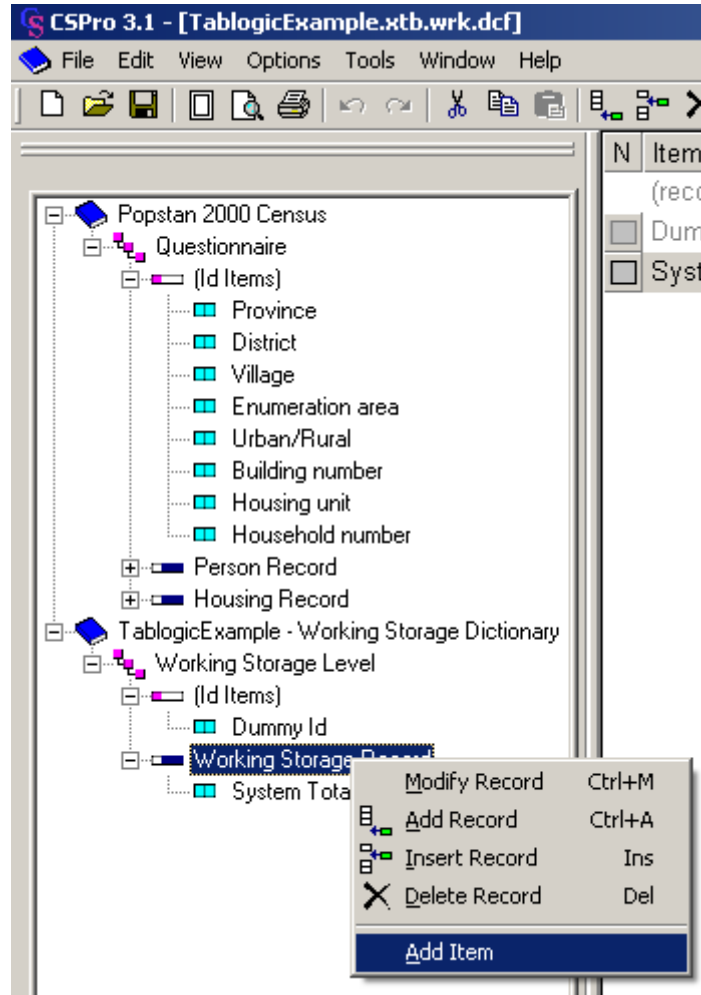 CSPro 3.1 - [TablogicExample.xtb.wrk.dcf]
File Edit View Options Tools Window Help
N Item
(reco
Dum
Syst
Popstan 2000 Census
Questionnaire
(Id Items)
Province
District
Village
Enumeration area
Urban/Rural
Building number
Housing unit
Household number
Person Record
Housing Record
TablogicExample - Working Storage Dictionary
Working Storage Level
(Id Items)
Dummy Id
Working Storage Record
System Tota
Modify Record Ctrl+M
Add Record Ctrl+A
Insert Record Ins
Delete Record Del
Add Item